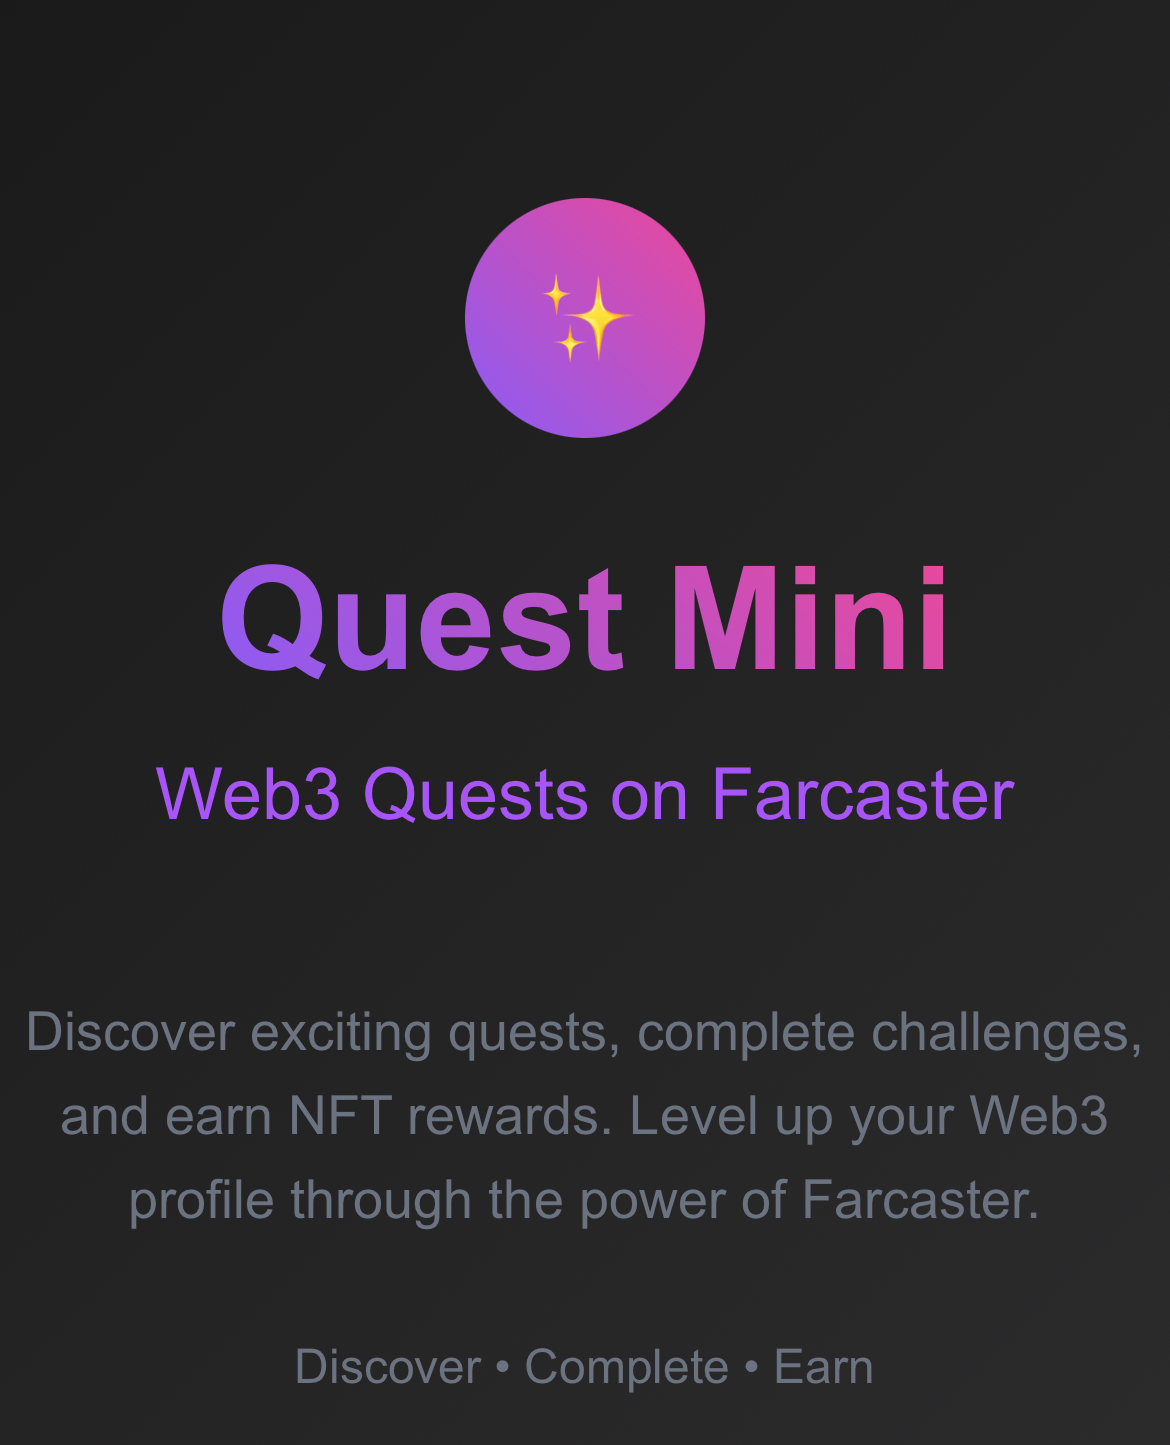 Quest Mini
Web3 Quests on Farcaster
Discover exciting quests, complete challenges,
and earn NFT rewards. Level up your Web3
profile through the power of Farcaster.
Discover • Complete • Earn